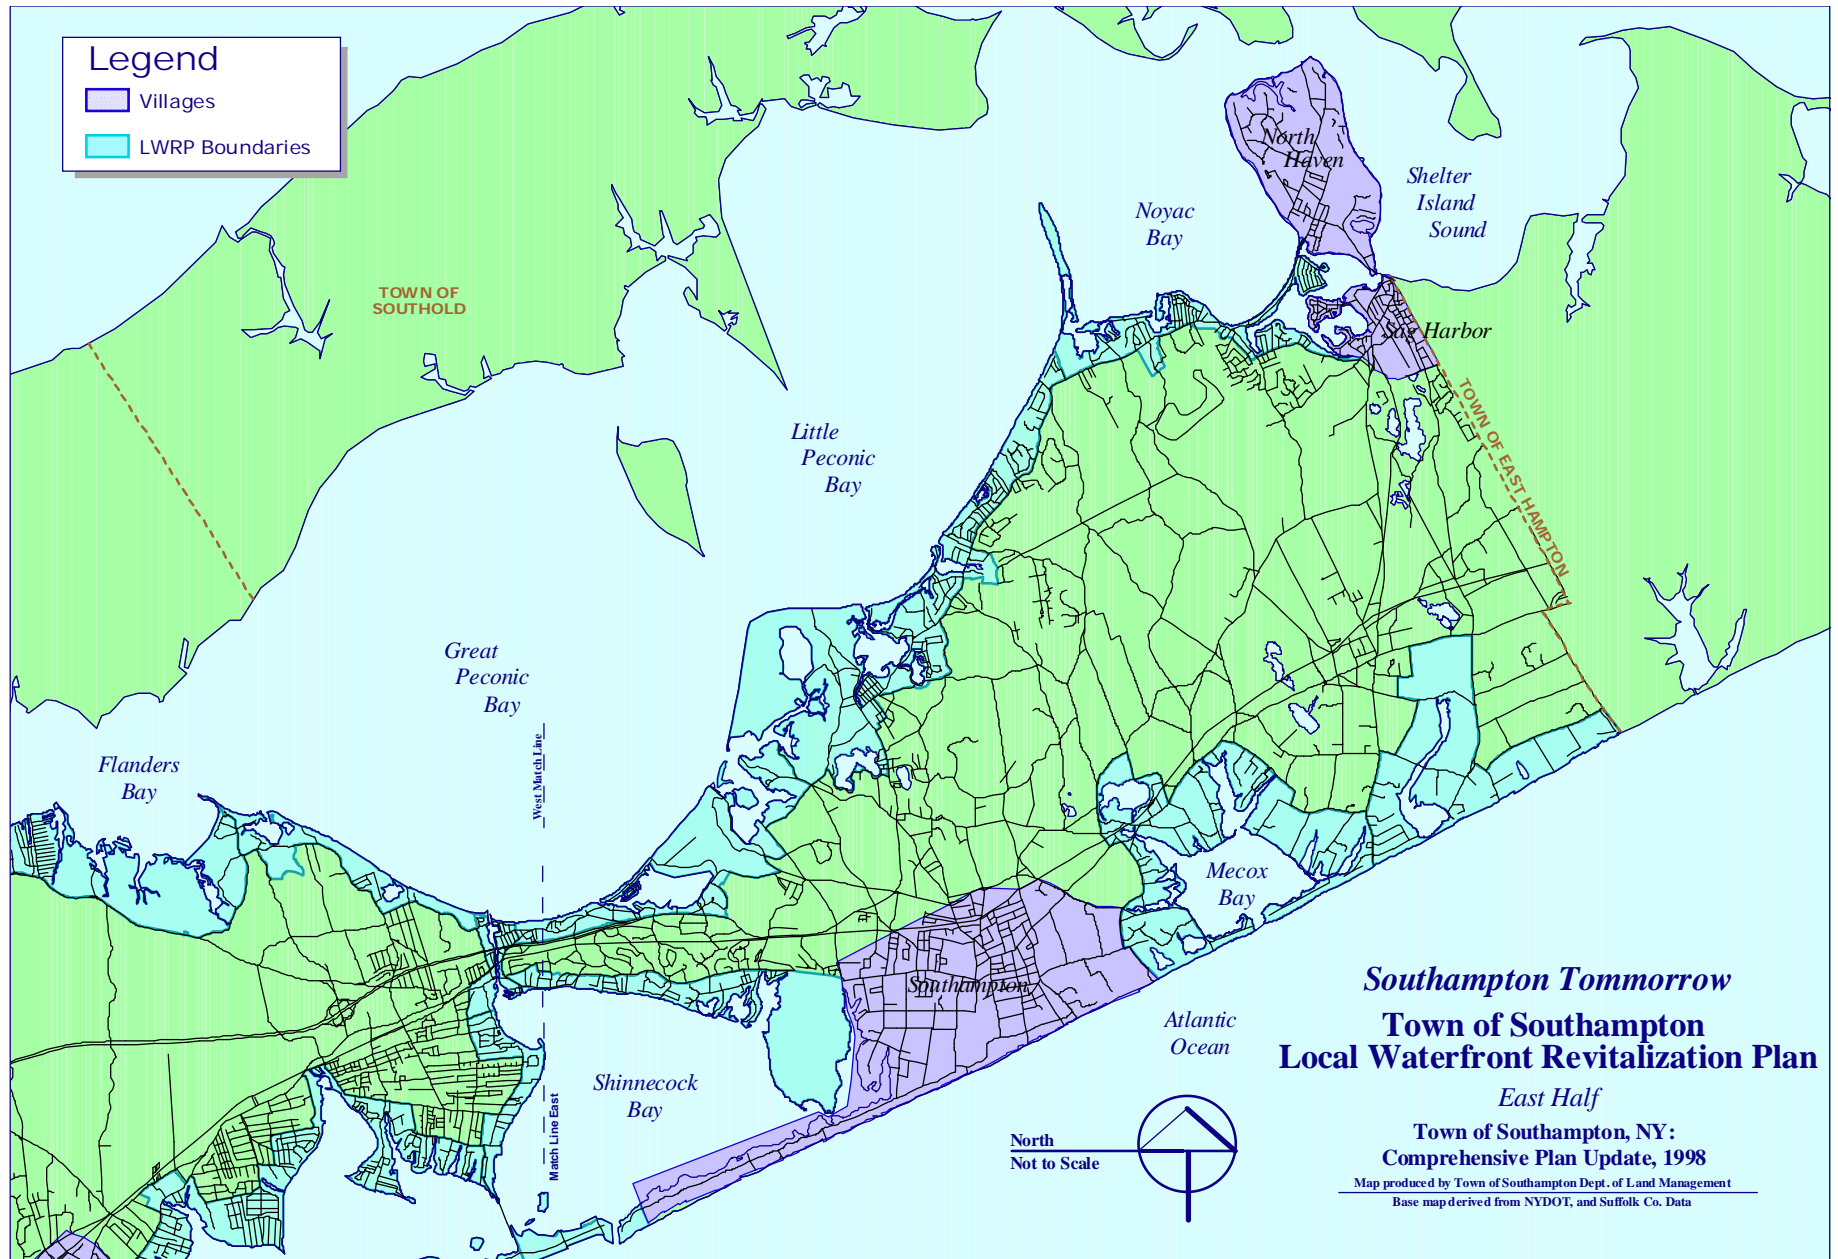 Legend
Villages
LWRP Boundaries
North
Haven
Shelter
Island
Sound
Noyac
Bay
TOWN OF
SOUTHOLD
Sag Harbor
TOWN OF EAST HAMPTON
Little
Peconic
Bay
Great
Peconic
Bay
West Match Line
Flanders
Bay
Mecox
Bay
Southampton
Atlantic
Ocean
Shinnecock
Bay
Match Line East
North
Not to Scale
Southampton Tommorrow
Town of Southampton
Local Waterfront Revitalization Plan
East Half
Town of Southampton, NY:
Comprehensive Plan Update, 1998
Map produced by Town of Southampton Dept. of Land Management
Base map derived from NYDOT, and Suffolk Co. Data